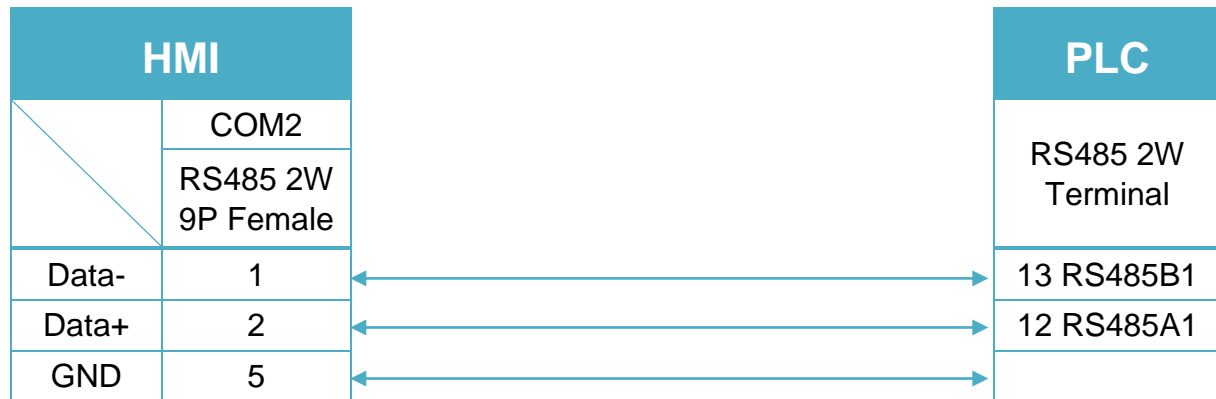 HMI
PLC
COM2
RS485 2W
9P Female
RS485 2W
Terminal
Data-
1
13 RS485B1
Data+
2
12 RS485A1
GND
5